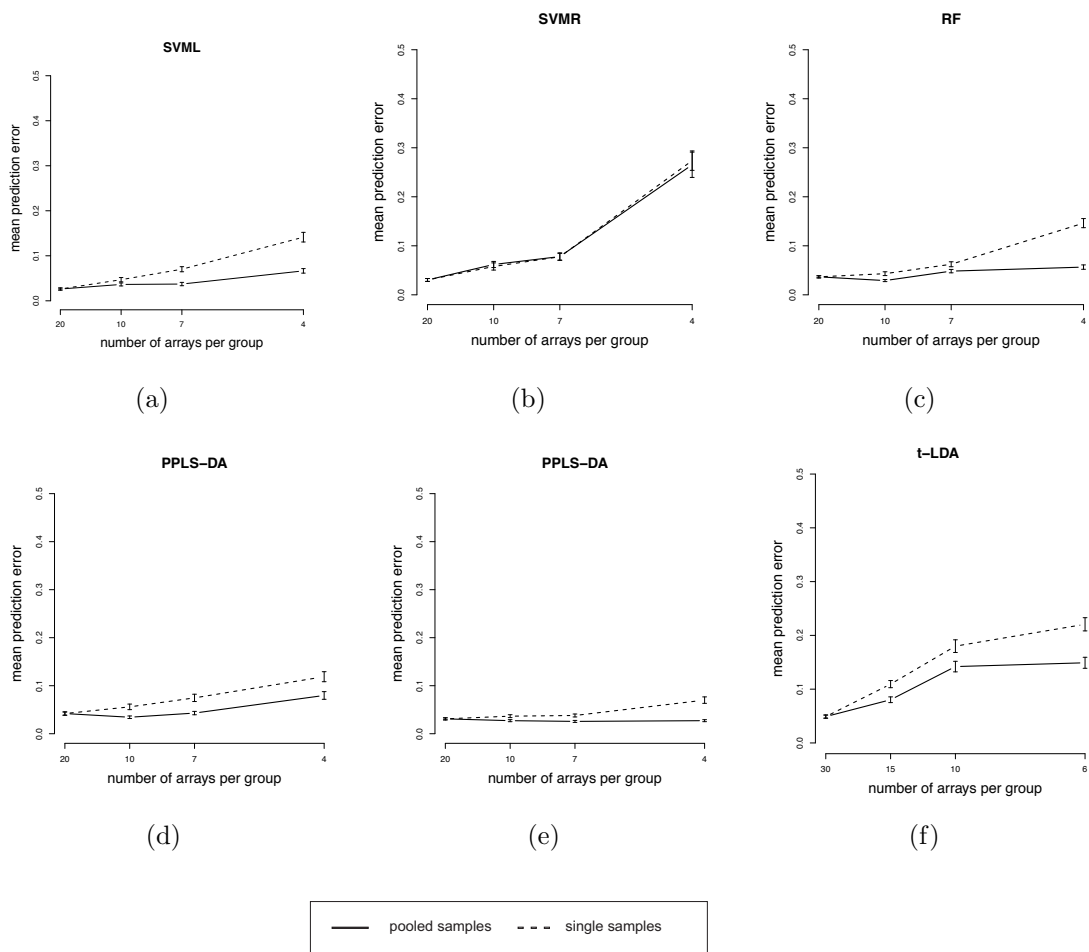 SVML
mean prediction error
0.0 0.1 0.2 0.3 0.4 0.5
20 10 7 4
number of arrays per group
(a)
SVMR
mean prediction error
0.0 0.1 0.2 0.3 0.4 0.5
20 10 7 4
number of arrays per group
(b)
RF
mean prediction error
0.0 0.1 0.2 0.3 0.4 0.5
20 10 7 4
number of arrays per group
(c)
PPLS–DA
mean prediction error
0.0 0.1 0.2 0.3 0.4 0.5
20 10 7 4
number of arrays per group
(d)
PPLS–DA
mean prediction error
0.0 0.1 0.2 0.3 0.4 0.5
20 10 7 4
number of arrays per group
(e)
t–LDA
mean prediction error
0.0 0.1 0.2 0.3 0.4 0.5
30 15 10 6
number of arrays per group
(f)
pooled samples
single samples